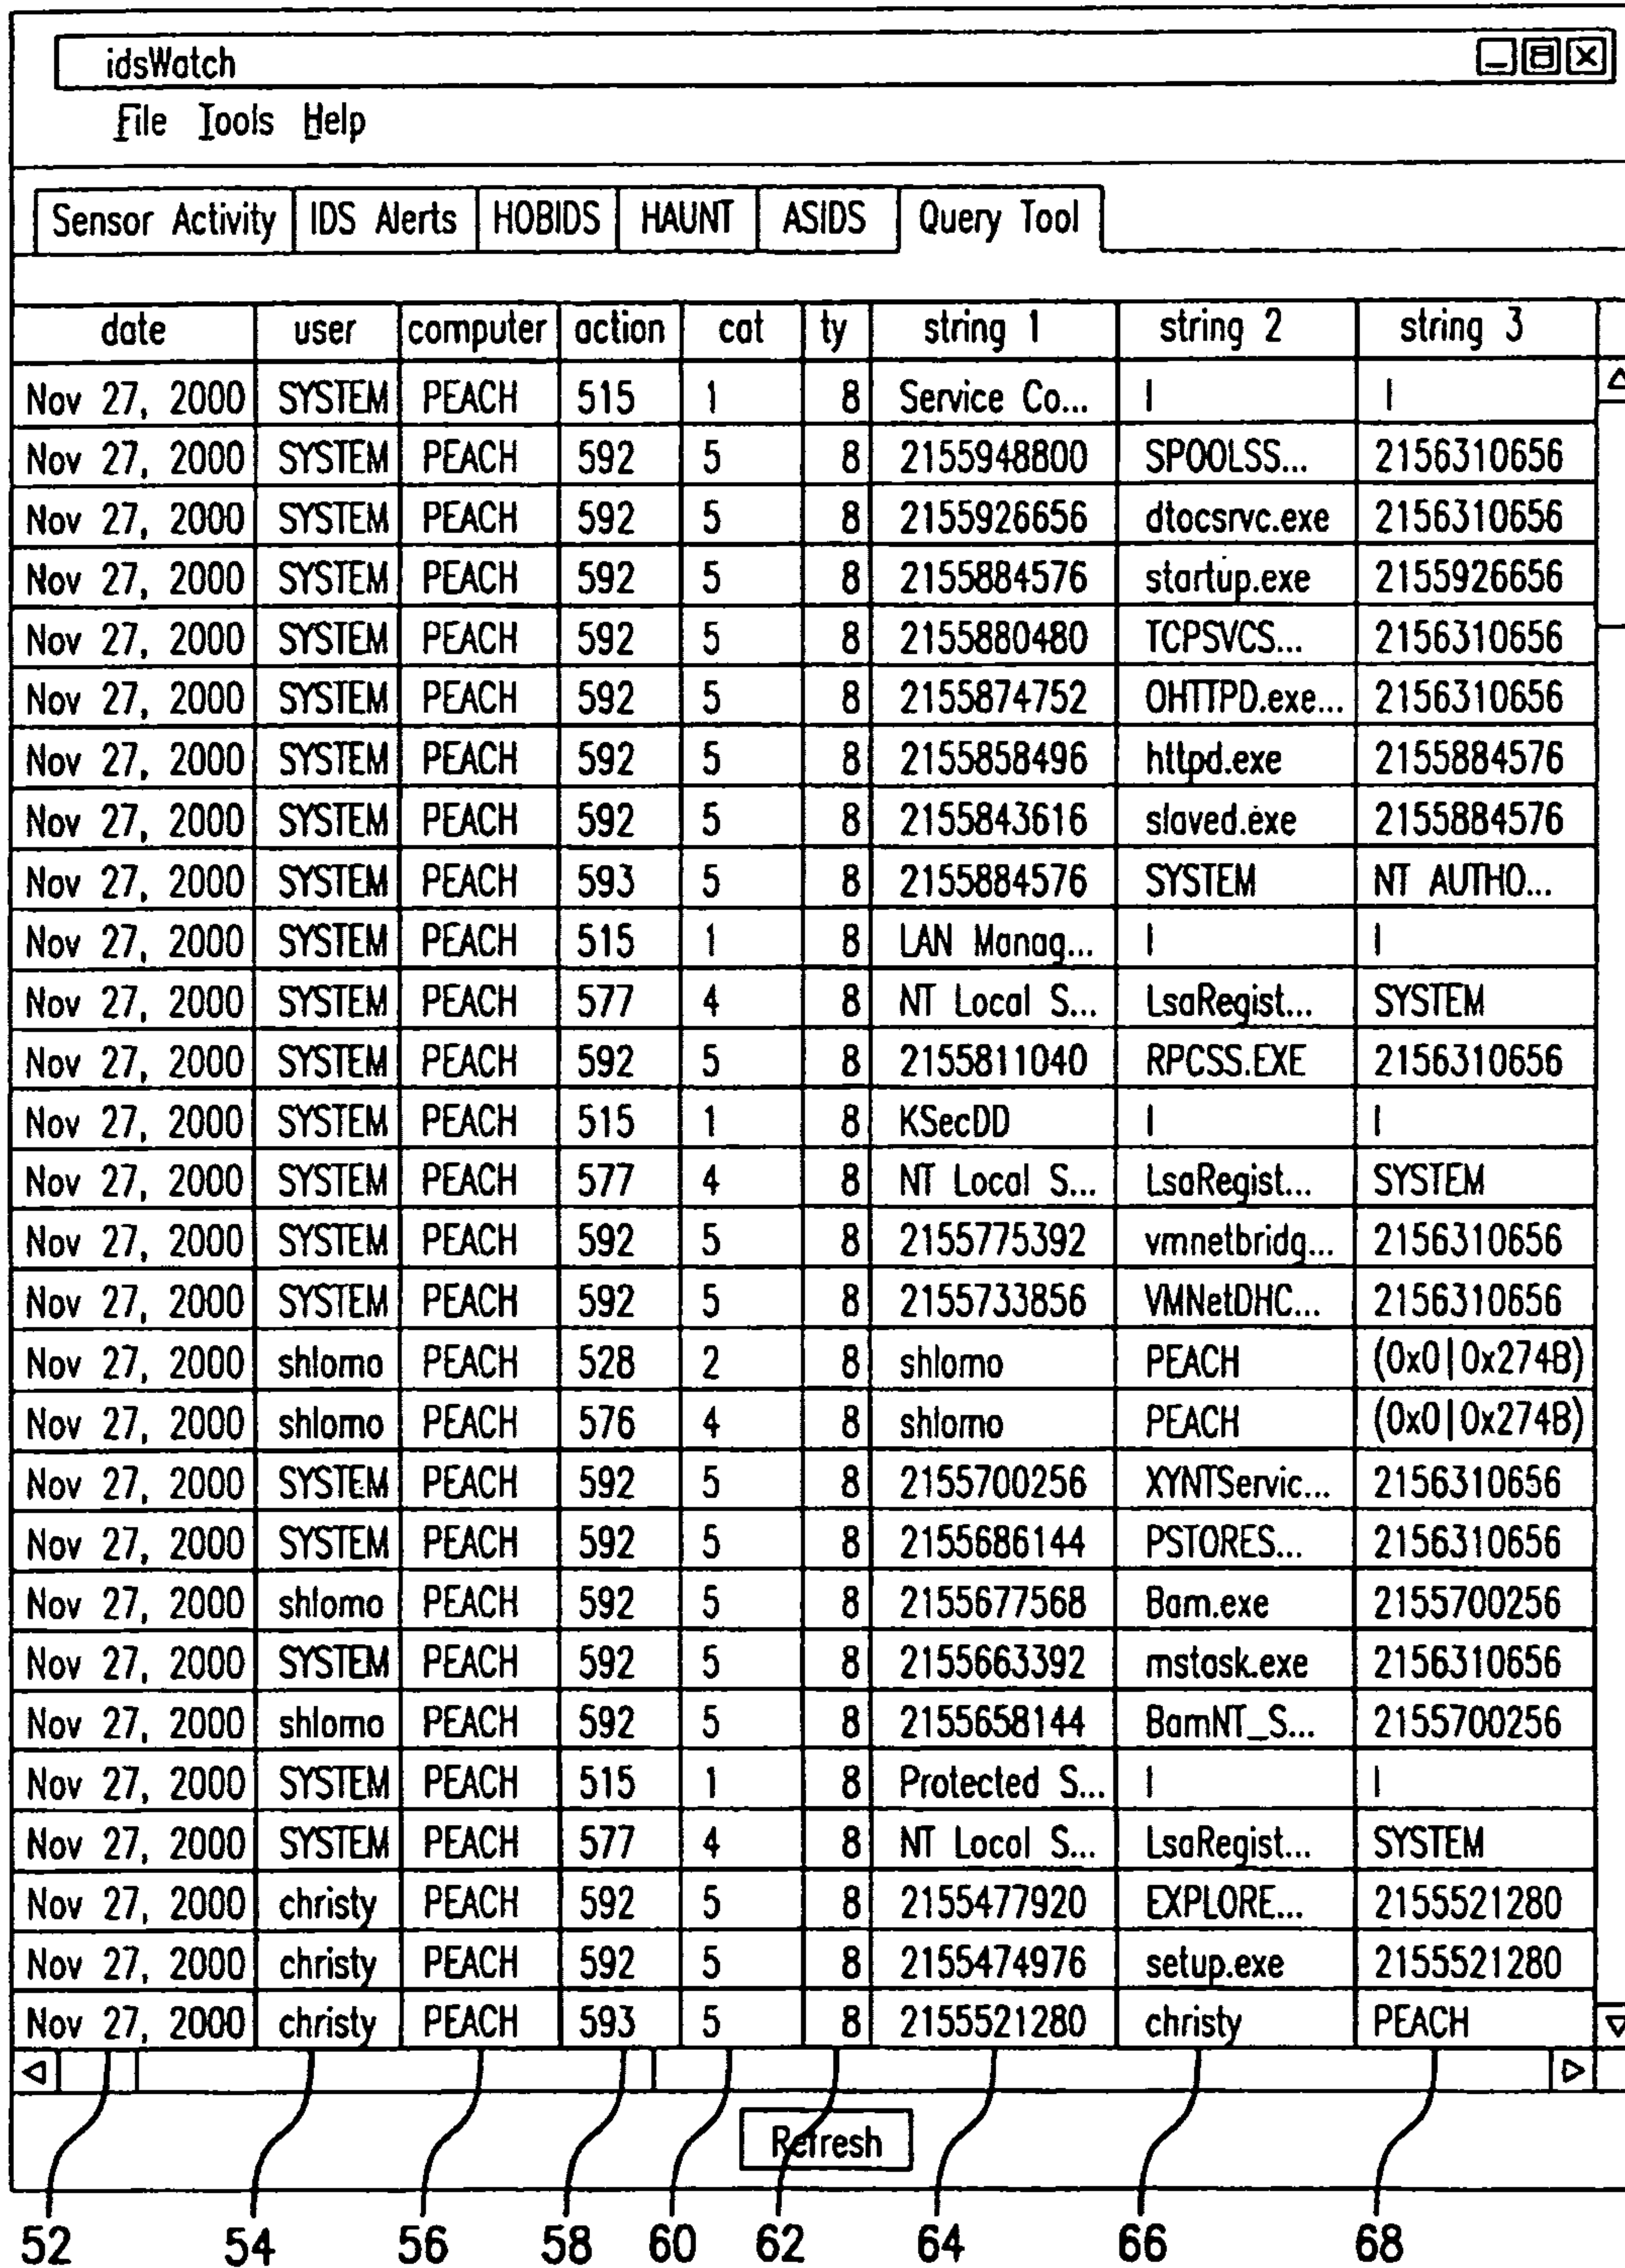 idsWatch
File Tools Help
Sensor Activity IDS Alerts HOBIDS HAUNT ASIDS Query Tool
date user computer action cat ty string 1 string 2 string 3
Nov 27, 2000 SYSTEM PEACH 515 1 8 Service Co... | |
Nov 27, 2000 SYSTEM PEACH 592 5 8 2155948800 SPOOLSS... 2156310656
Nov 27, 2000 SYSTEM PEACH 592 5 8 2155926656 dtocsrvc.exe 2156310656
Nov 27, 2000 SYSTEM PEACH 592 5 8 2155884576 startup.exe 2155926656
Nov 27, 2000 SYSTEM PEACH 592 5 8 2155880480 TCPSVCS... 2156310656
Nov 27, 2000 SYSTEM PEACH 592 5 8 2155874752 OHTTPD.exe... 2156310656
Nov 27, 2000 SYSTEM PEACH 592 5 8 2155858496 httpd.exe 2155884576
Nov 27, 2000 SYSTEM PEACH 592 5 8 2155843616 slaved.exe 2155884576
Nov 27, 2000 SYSTEM PEACH 593 5 8 2155884576 SYSTEM NT AUTHO...
Nov 27, 2000 SYSTEM PEACH 515 1 8 LAN Manag... | |
Nov 27, 2000 SYSTEM PEACH 577 4 8 NT Local S... LsaRegist... SYSTEM
Nov 27, 2000 SYSTEM PEACH 592 5 8 2155811040 RPCSS.EXE 2156310656
Nov 27, 2000 SYSTEM PEACH 515 1 8 KSecDD | |
Nov 27, 2000 SYSTEM PEACH 577 4 8 NT Local S... LsaRegist... SYSTEM
Nov 27, 2000 SYSTEM PEACH 592 5 8 2155775392 vmnetbridg... 2156310656
Nov 27, 2000 SYSTEM PEACH 592 5 8 2155733856 VMNetDHC... 2156310656
Nov 27, 2000 shlomo PEACH 528 2 8 shlomo PEACH (0x0|0x274B)
Nov 27, 2000 shlomo PEACH 576 4 8 shlomo PEACH (0x0|0x274B)
Nov 27, 2000 SYSTEM PEACH 592 5 8 2155700256 XYNTServic... 2156310656
Nov 27, 2000 SYSTEM PEACH 592 5 8 2155686144 PSTORES... 2156310656
Nov 27, 2000 shlomo PEACH 592 5 8 2155677568 Bam.exe 2155700256
Nov 27, 2000 SYSTEM PEACH 592 5 8 2155663392 mstask.exe 2156310656
Nov 27, 2000 shlomo PEACH 592 5 8 2155658144 BamNT_S... 2155700256
Nov 27, 2000 SYSTEM PEACH 515 1 8 Protected S... | |
Nov 27, 2000 SYSTEM PEACH 577 4 8 NT Local S... LsaRegist... SYSTEM
Nov 27, 2000 christy PEACH 592 5 8 2155477920 EXPLORE... 2155521280
Nov 27, 2000 christy PEACH 592 5 8 2155474976 setup.exe 2155521280
Nov 27, 2000 christy PEACH 593 5 8 2155521280 christy PEACH
Refresh
52 54 56 58 60 62 64 66 68